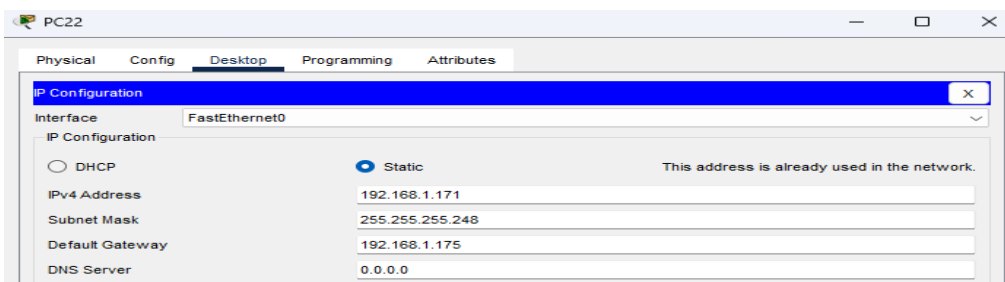 PC22
Physical Config Desktop Programming Attributes
IP Configuration X
Interface FastEthernet0
IP Configuration
DHCP Static This address is already used in the network.
IPv4 Address 192.168.1.171
Subnet Mask 255.255.255.248
Default Gateway 192.168.1.175
DNS Server 0.0.0.0